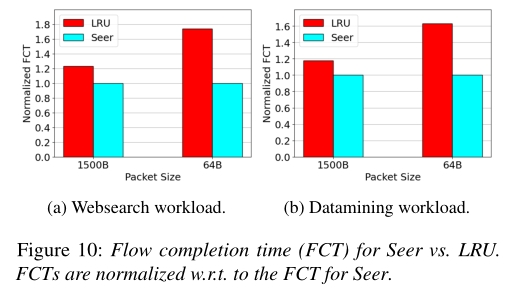 LRU
Seer
Normalized FCT
1.8
1.6
1.4
1.2
1.0
0.8
0.6
0.4
0.2
0.0
1500B
64B
Packet Size
(a) Websearch workload.
LRU
Seer
Normalized FCT
1.6
1.4
1.2
1.0
0.8
0.6
0.4
0.2
0.0
1500B
64B
Packet Size
(b) Datamining workload.
Figure 10: Flow completion time (FCT) for Seer vs. LRU.
FCTs are normalized w.r.t. to the FCT for Seer.